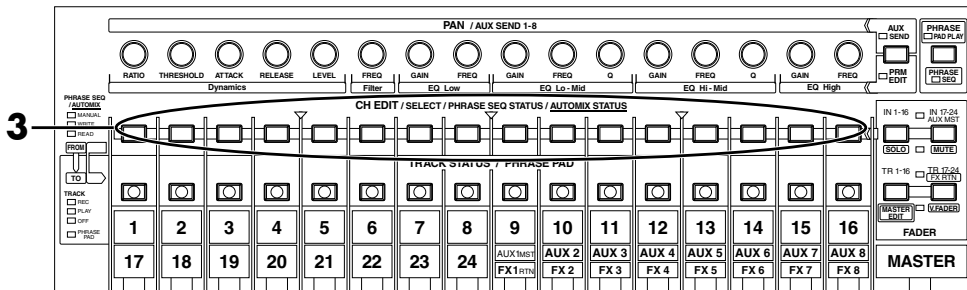 PAN / AUX SEND 1-8
AUX
SEND
PHRASE
PAD PLAY
RATIO THRESHOLD ATTACK RELEASE LEVEL FREQ GAIN FREQ GAIN FREQ Q GAIN FREQ Q GAIN FREQ
PRM
EDIT
PHRASE
SEQ
Dynamics Filter EQ Low EQ Lo - Mid EQ Hi - Mid EQ High
PHRASE SEQ
/AUTOMIX
MANUAL
WRITE
READ
FROM
TO
TRACK
REC
PLAY
OFF
PHRASE
PAD
3
CH EDIT / SELECT / PHRASE SEQ STATUS / AUTOMIX STATUS
TRACK STATUS / PHRASE PAD
IN 1-16 IN 17-24
AUX MST
SOLO MUTE
TR 1-16 TR 17-24
FX RTN
MASTER
EDIT
V.FADER
FADER
1 2 3 4 5 6 7 8 9 10 11 12 13 14 15 16
17 18 19 20 21 22 23 24 AUX1MST AUX 2 AUX 3 AUX 4 AUX 5 AUX 6 AUX 7 AUX 8
FX1RTN FX 2 FX 3 FX 4 FX 5 FX 6 FX 7 FX 8
MASTER